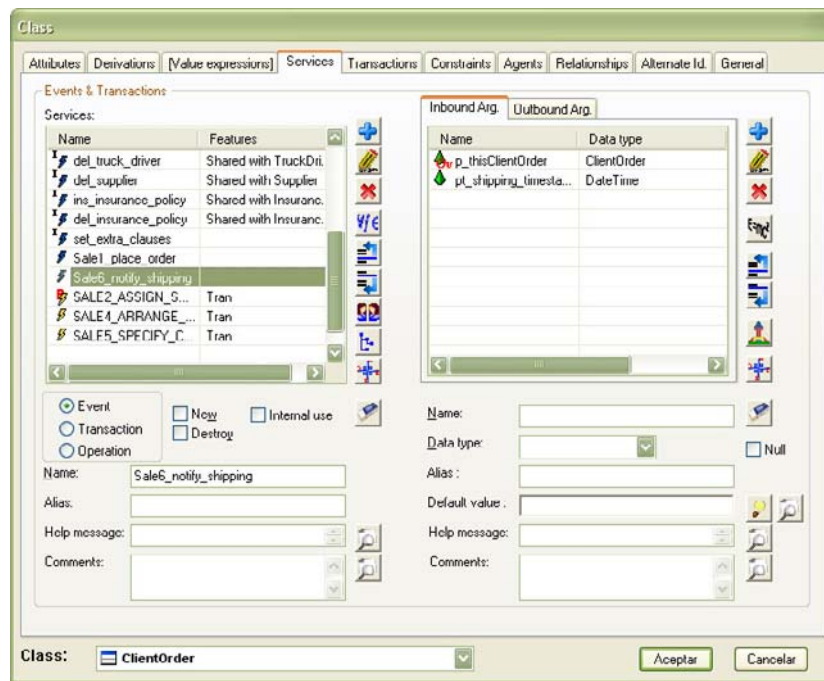 Class
Attributes Derivations [Value expressions] Services Transactions Constraints Agents Relationships Alternate Id. General
Events & Transactions
Services:
Name Features
del_truck_driver Shared with TruckDri.
del_supplier Shared with Supplier
ins_insurance_policy Shared with Insuranc.
del_insurance_policy Shared with Insuranc.
set_extra_clauses
Sale1_place_order
Sale6_notify_shipping
SALE2_ASSIGN_S... Tran
SALE4_ARRANGE_... Tran
SALE5_SPECIFY_C... Tran
Event
Transaction
Operation
New
Destroy
Internal use
Name: Sale6_notify_shipping
Alias:
Help message:
Comments:
Inbound Arg. Outbound Arg.
Name Data type
p_thisClientOrder ClientOrder
pt_shipping_timesta... DateTime
Name:
Data type:
Null
Alias :
Default value :
Help message:
Comments:
Class: ClientOrder
Aceptar Cancelar